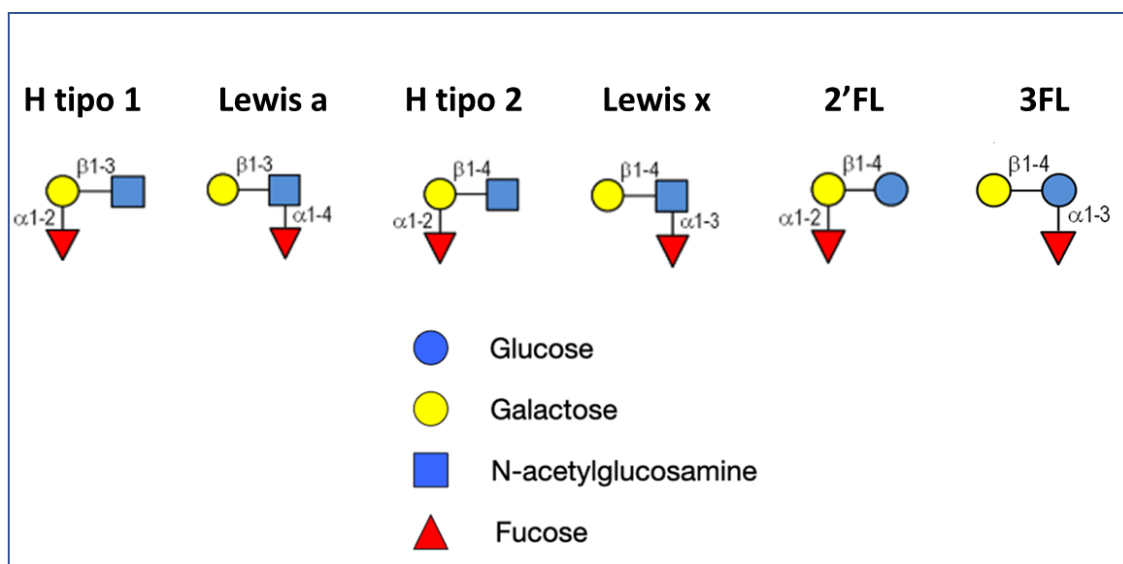 H tipo 1 Lewis a H tipo 2 Lewis x 2’FL 3FL
β1-3 β1-3 β1-4 β1-4 β1-4 β1-4
α1-2 α1-4 α1-2 α1-3 α1-2 α1-3
Glucose
Galactose
N-acetylglucosamine
Fucose